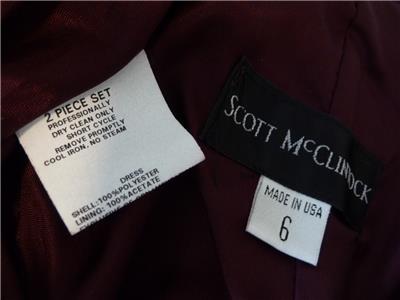 2 PIECE SET
PROFESSIONALLY
DRY CLEAN ONLY
SHORT CYCLE
REMOVE PROMPTLY
COOL IRON, NO STEAM
DRESS
SHELL: 100% POLYESTER
LINING: 100% ACETATE
SCOTT MCCLINTOCK
MADE IN USA
6